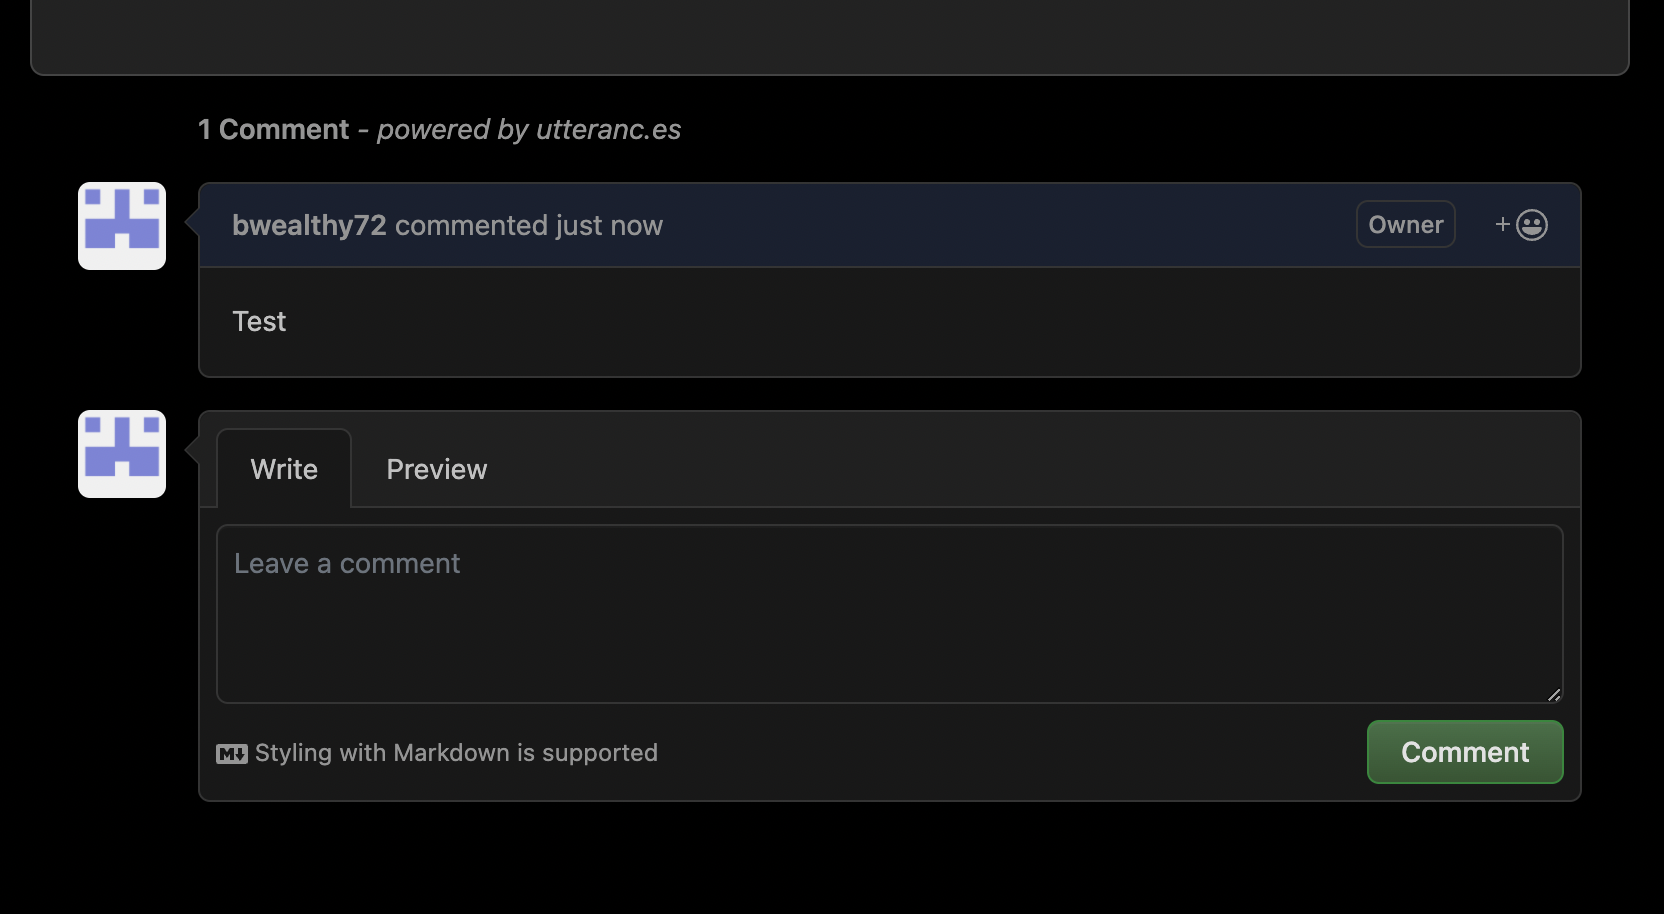 1 Comment - powered by utteranc.es
bwealthy72 commented just now
Owner
+
Test
Write
Preview
Leave a comment
M Styling with Markdown is supported
Comment